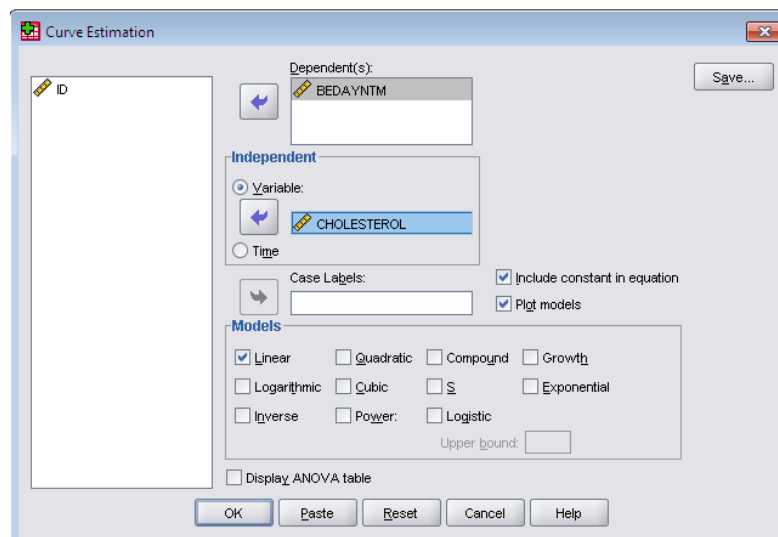 Curve Estimation
ID
Dependent(s):
BEDAYNTM
Save...
Independent
Variable:
CHOLESTEROL
Time
Case Labels:
Include constant in equation
Plot models
Models
Linear Quadratic Compound Growth
Logarithmic Cubic S Exponential
Inverse Power: Logistic
Upper bound:
Display ANOVA table
OK Paste Reset Cancel Help